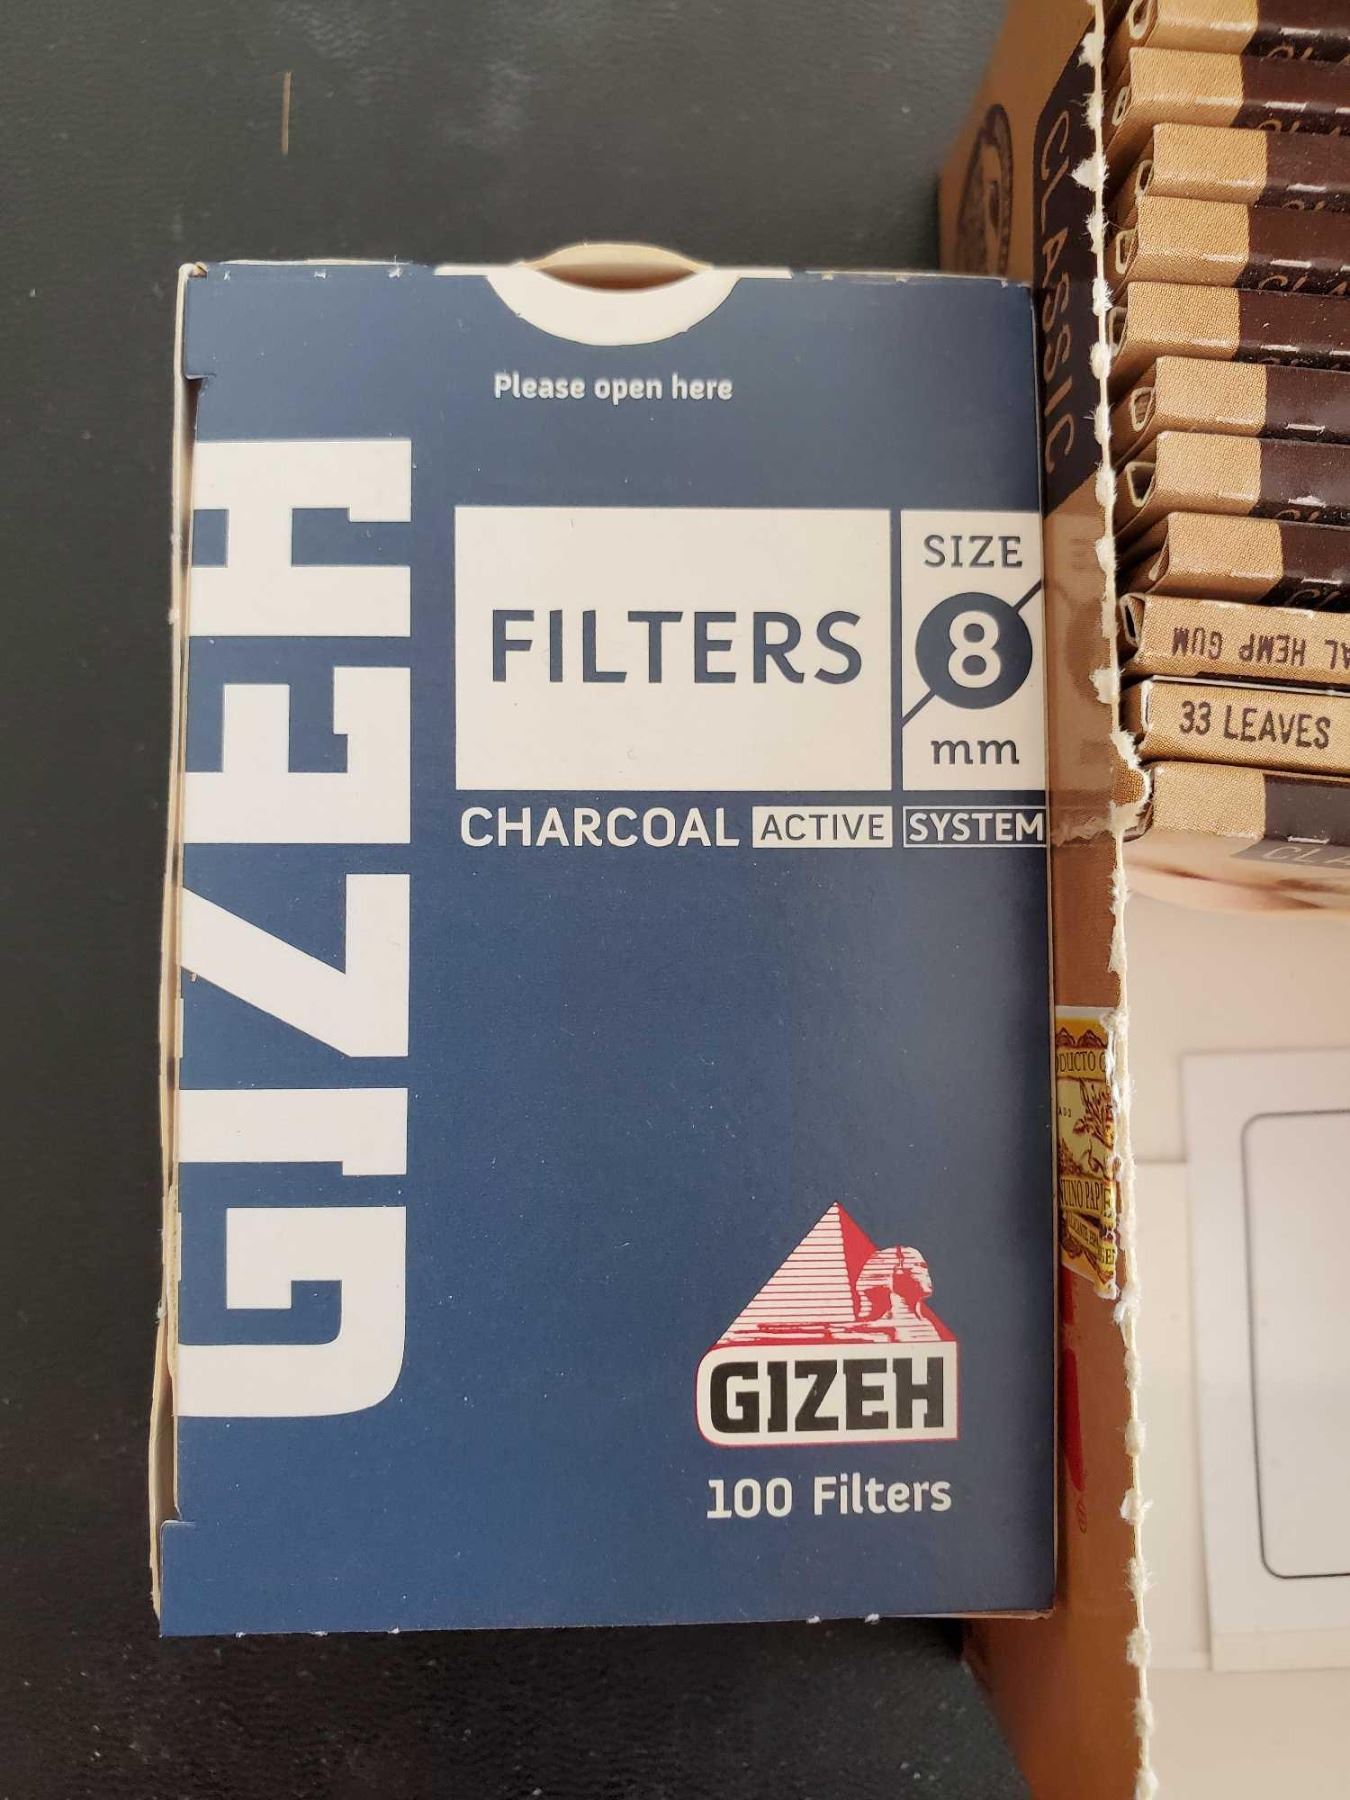 Please open here
GIZEH
FILTERS
SIZE
8
mm
CHARCOAL ACTIVE SYSTEM
GIZEH
100 Filters
CLASSIC
HEMP GUM
33 LEAVES